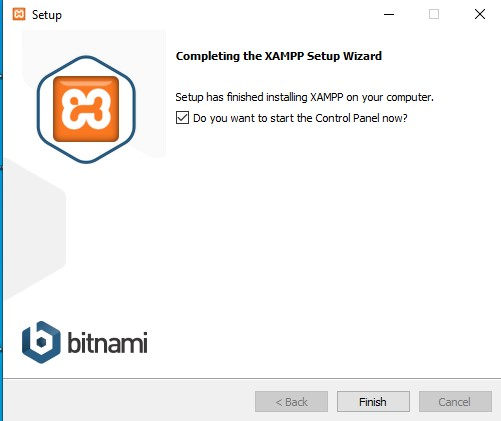 Setup
Completing the XAMPP Setup Wizard
Setup has finished installing XAMPP on your computer.
Do you want to start the Control Panel now?
bitnami
< Back
Finish
Cancel